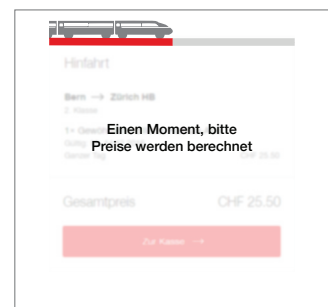 Hinfahrt
Bern → Zürich HB
2. Klasse
Einen Moment, bitte
Preise werden berechnet
Gesamtpreis CHF 25.50
Zur Kasse →